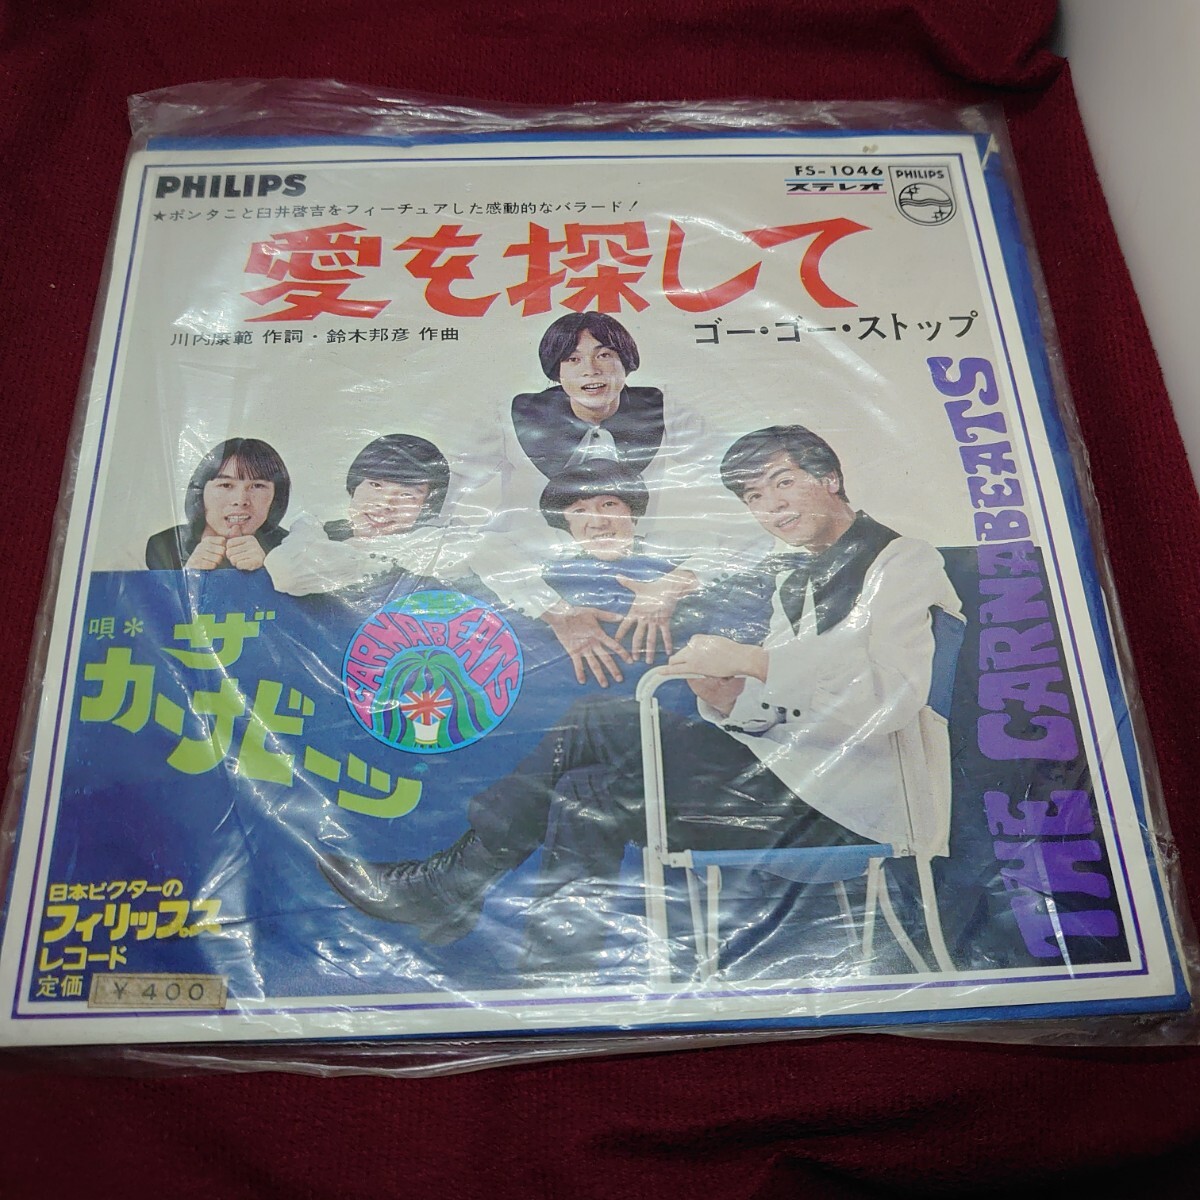 PHILIPS
FS-1046
ステレオ
PHILIPS
★ボンタニと臼井啓吉をフィーチュアした感動的なバラード!
愛を探して
川内康範 作詞・鈴木邦彦 作曲
ゴー・ゴー・ストップ
THE CARNABEATS
唄＊
ザ
カーナビーツ
THE
CARNABEATS
日本ビクターの
フィリップス
レコード
定価 ￥400